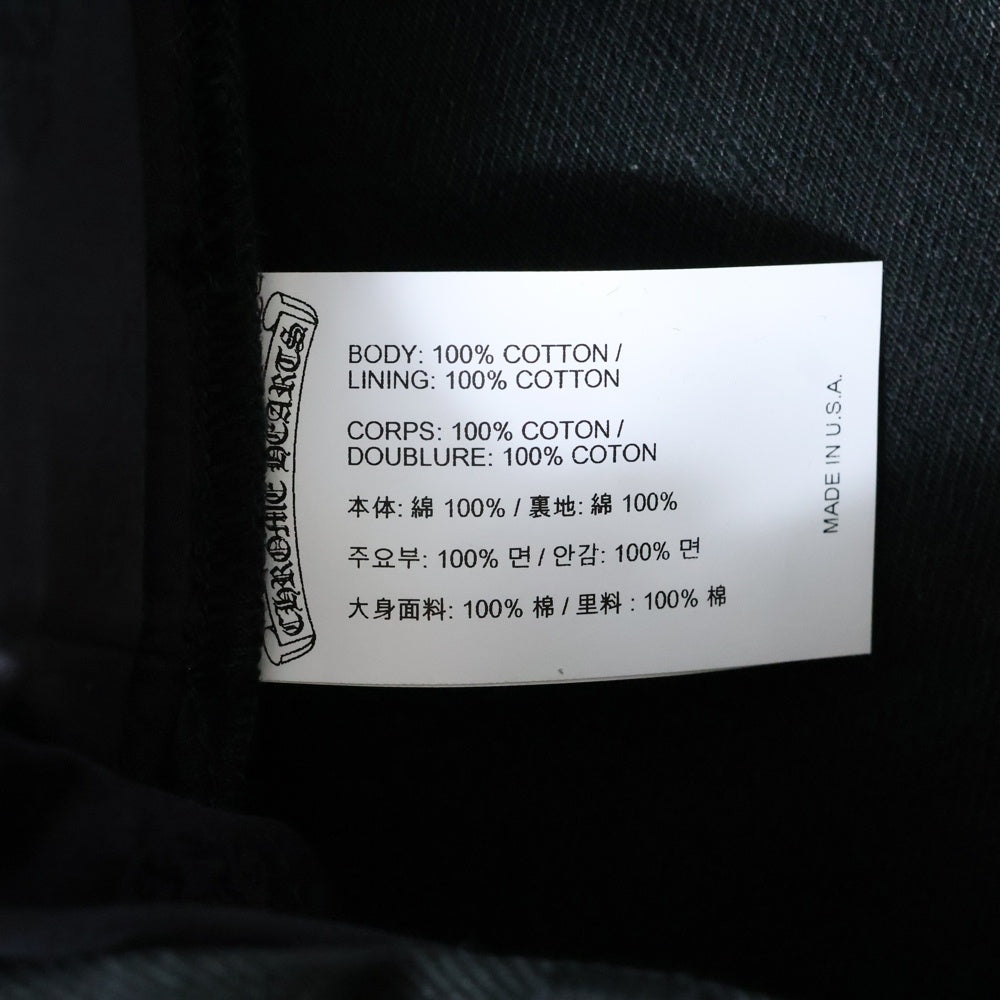 CHROME HEARTS
BODY: 100% COTTON /
LINING: 100% COTTON
CORPS: 100% COTON /
DOUBLURE: 100% COTON
本体: 綿 100% / 裏地: 綿 100%
주요부: 100% 면 / 안감: 100% 면
大身面料: 100% 棉 / 里料 : 100% 棉
MADE IN U.S.A.